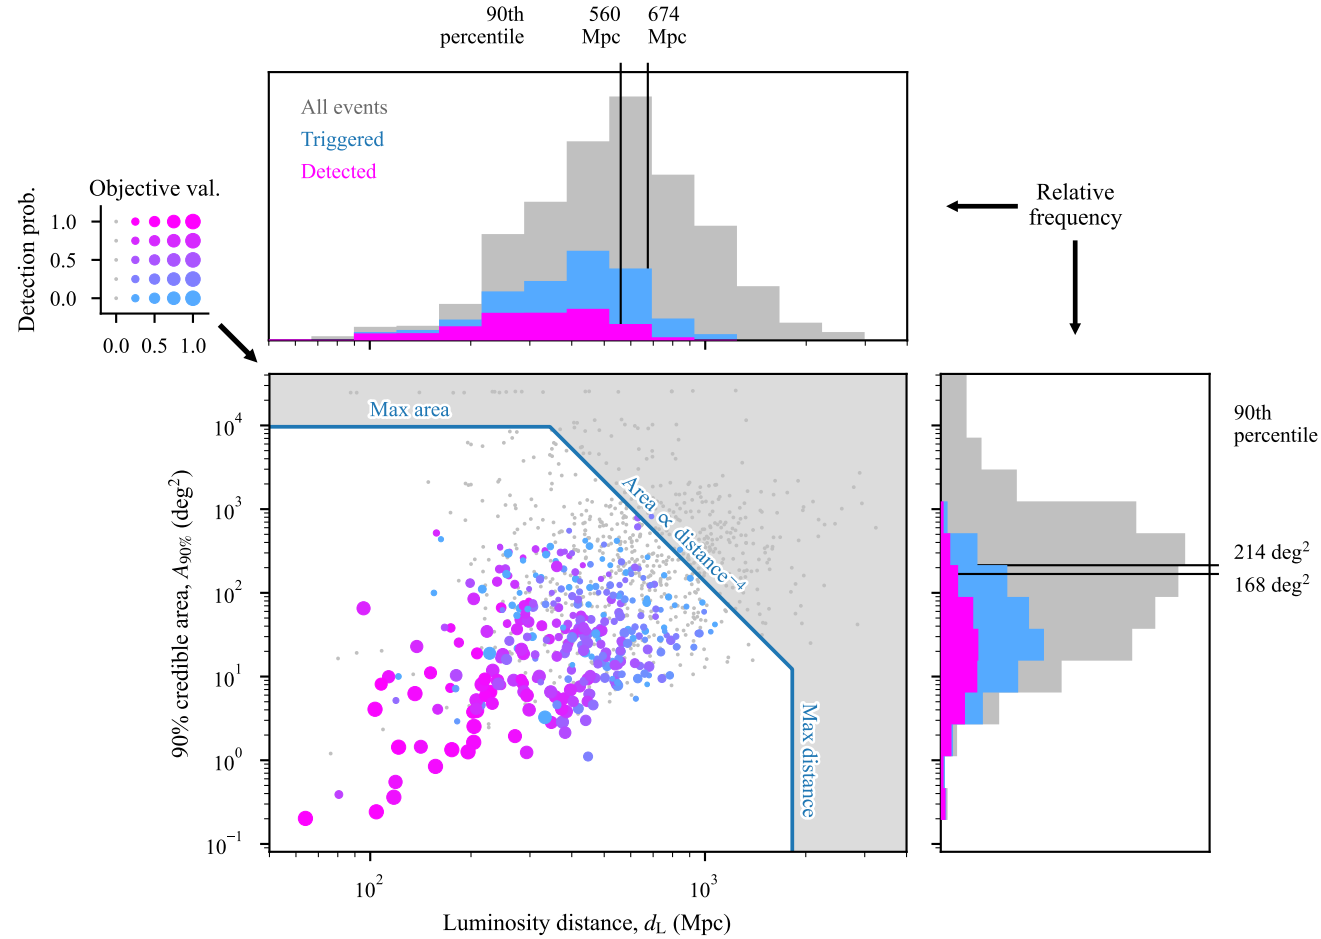 90th
percentile
560
Mpc
674
Mpc
All events
Triggered
Detected
Objective val.
Detection prob.
1.0
0.5
0.0
0.0 0.5 1.0
Relative
frequency
Max area
Area ∝ distance⁻⁴
Max distance
90% credible area, A90% (deg²)
10⁴
10³
10²
10¹
10⁰
10⁻¹
10² 10³
Luminosity distance, dL (Mpc)
90th
percentile
214 deg²
168 deg²